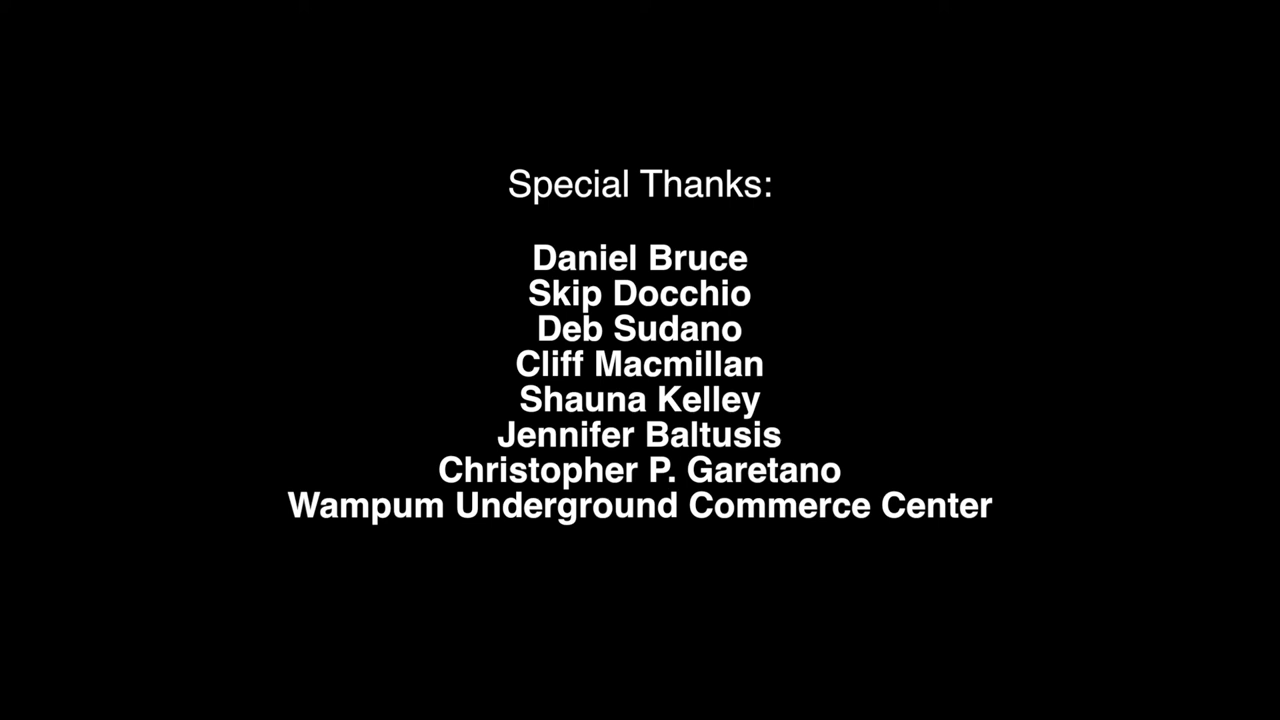 Special Thanks:
Daniel Bruce
Skip Docchio
Deb Sudano
Cliff Macmillan
Shauna Kelley
Jennifer Baltusis
Christopher P. Garetano
Wampum Underground Commerce Center